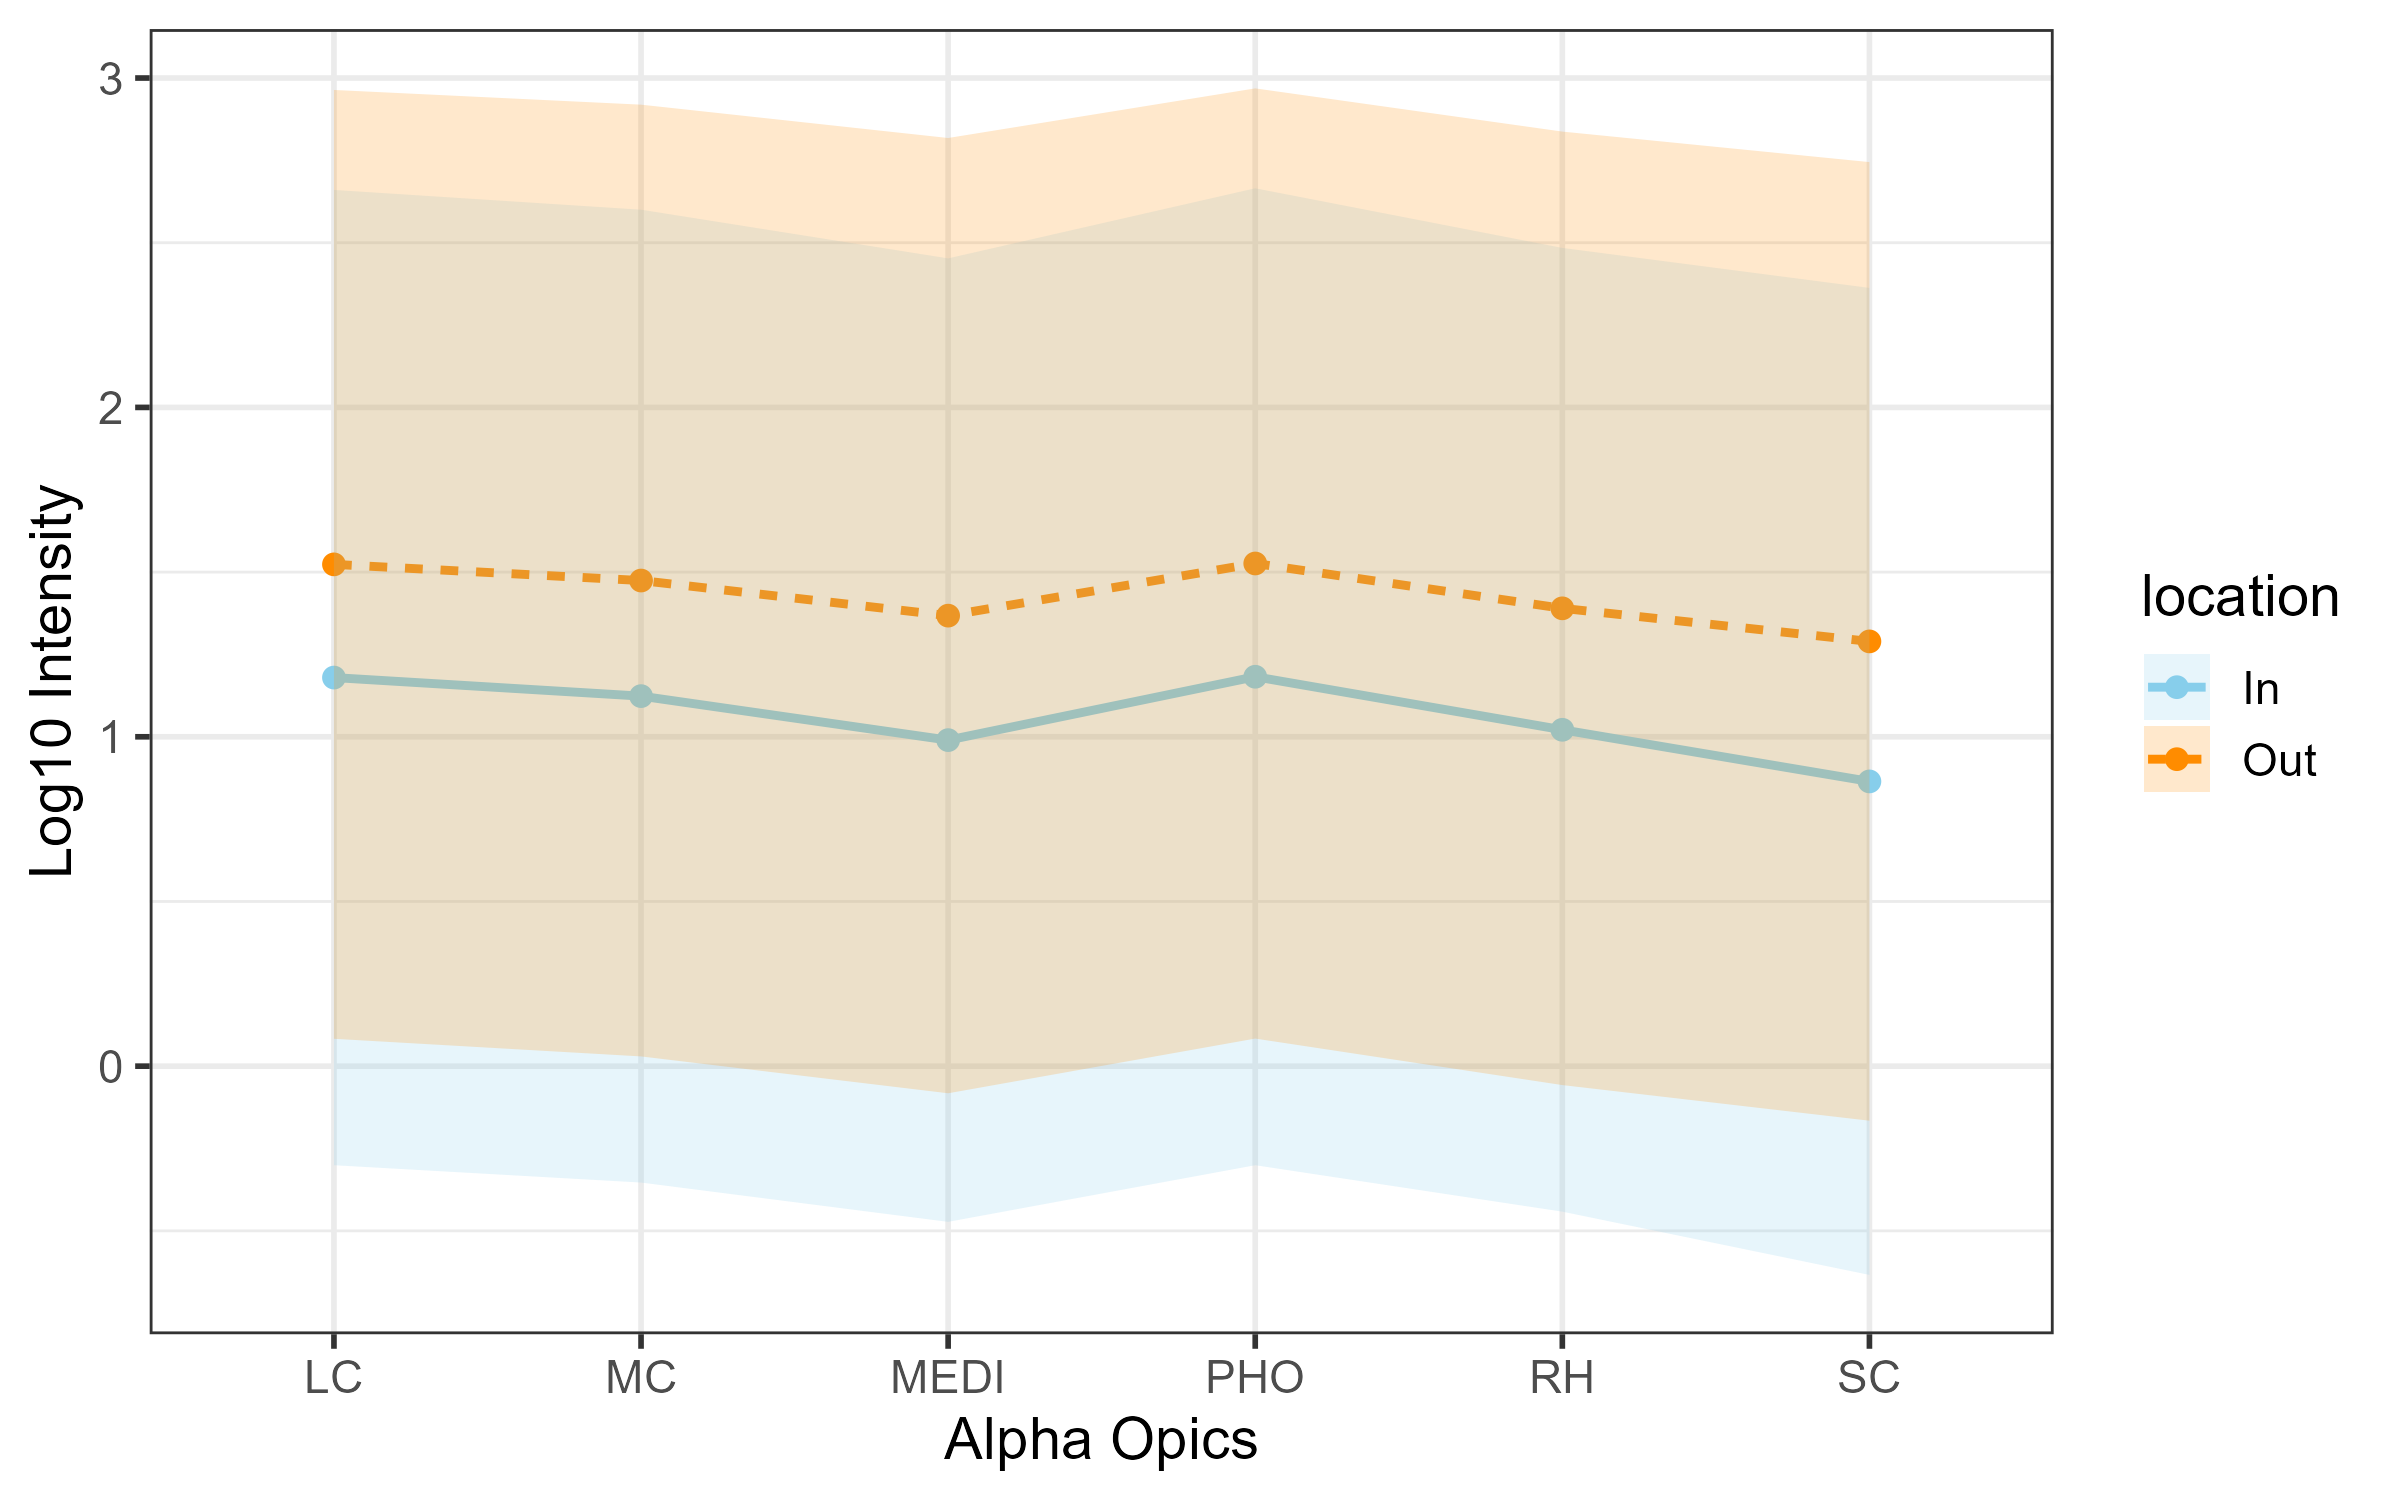 3
2
1
0
Log10 Intensity
LC MC MEDI PHO RH SC
Alpha Opics
location
In
Out